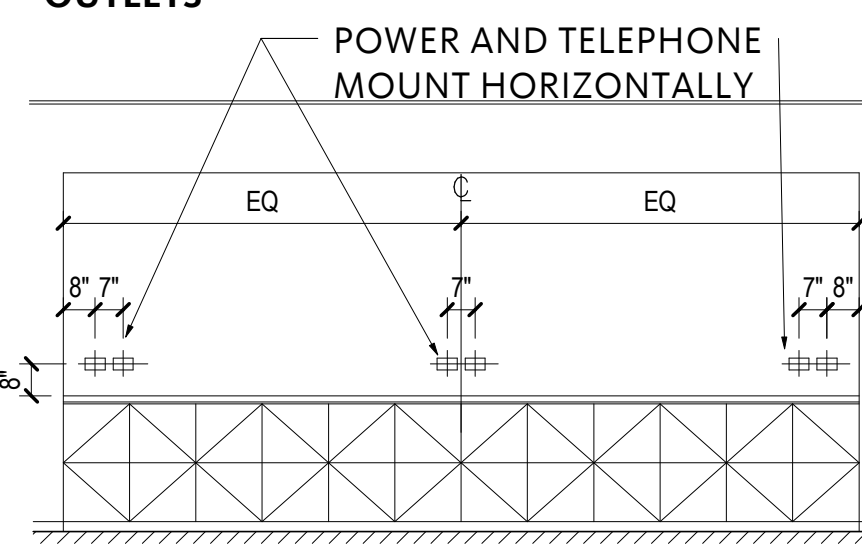 OUTLETS
POWER AND TELEPHONE
MOUNT HORIZONTALLY
℄
EQ EQ
8" 7" 7" 7" 8"
8"